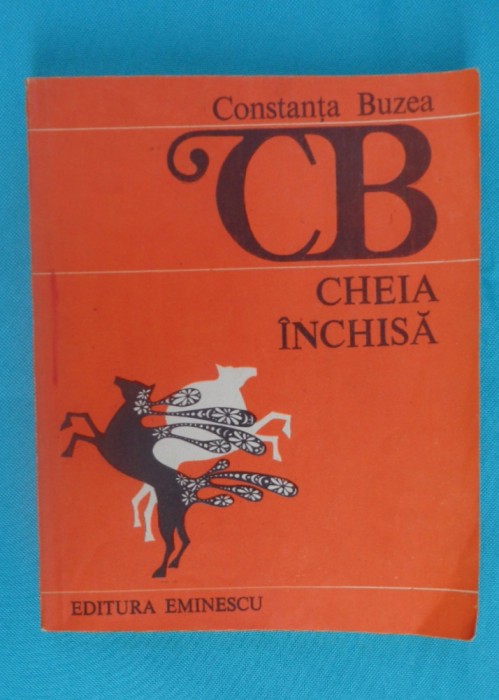 Constanța Buzea
CB
CHEIA
ÎNCHISĂ
EDITURA EMINESCU